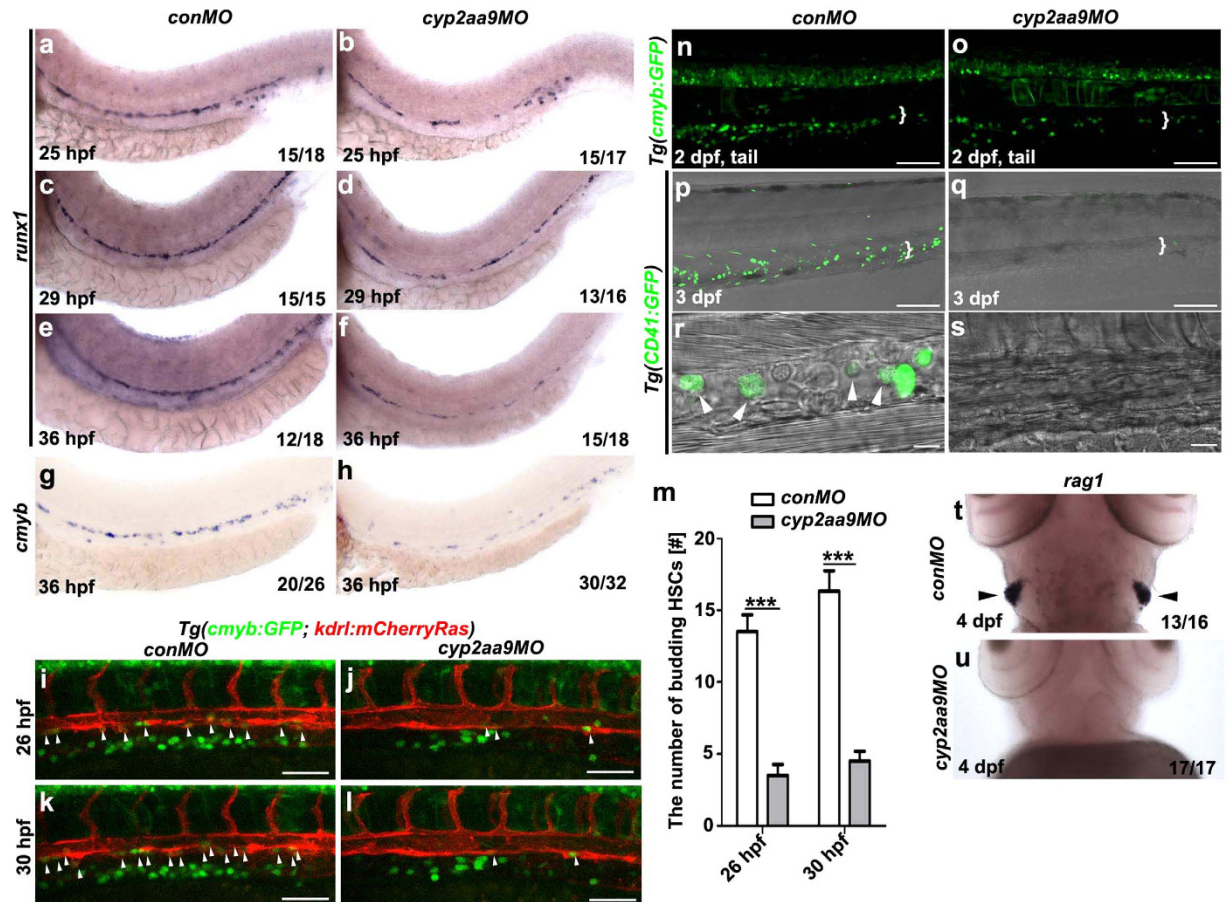 conMO
cyp2aa9MO
a
25 hpf
15/18
b
25 hpf
15/17
c
29 hpf
15/15
d
29 hpf
13/16
e
36 hpf
12/18
f
36 hpf
15/18
runx1
g
36 hpf
20/26
h
36 hpf
30/32
cmyb
Tg(cmyb:GFP; kdrl:mCherryRas)
conMO
cyp2aa9MO
26 hpf
i
j
30 hpf
k
l
m
conMO
cyp2aa9MO
The number of budding HSCs [#]
20
15
10
5
0
***
***
26 hpf
30 hpf
conMO
cyp2aa9MO
Tg(cmyb:GFP)
n
}
2 dpf, tail
o
}
2 dpf, tail
Tg(CD41:GFP)
p
}
3 dpf
q
}
3 dpf
r
s
rag1
conMO
t
4 dpf
13/16
cyp2aa9MO
u
4 dpf
17/17